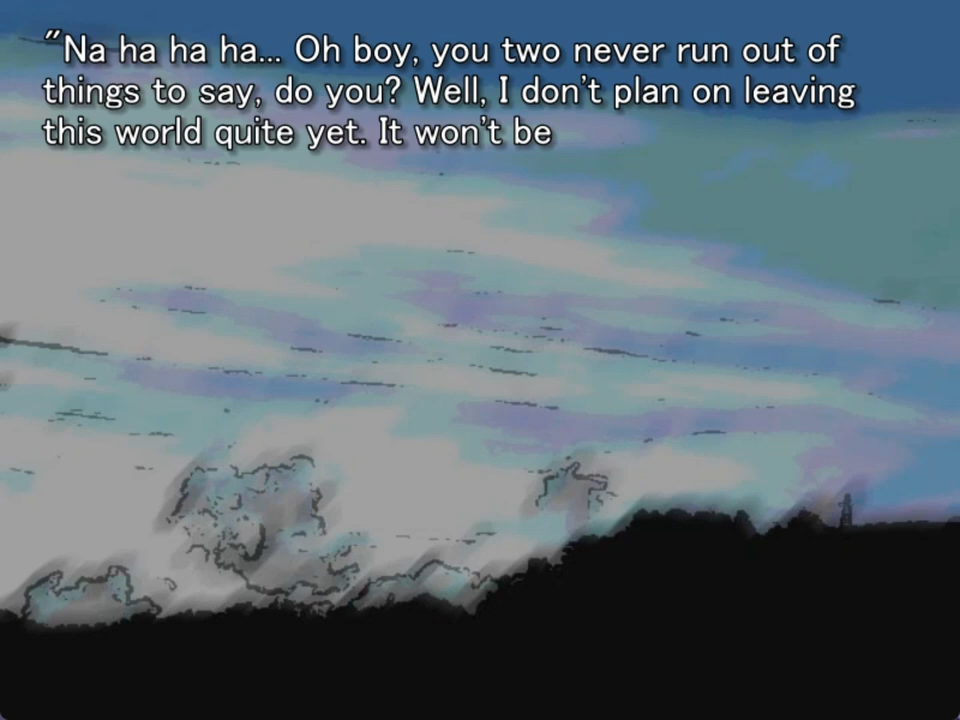 "Na ha ha ha... Oh boy, you two never run out of
things to say, do you? Well, I don't plan on leaving
this world quite yet. It won't be